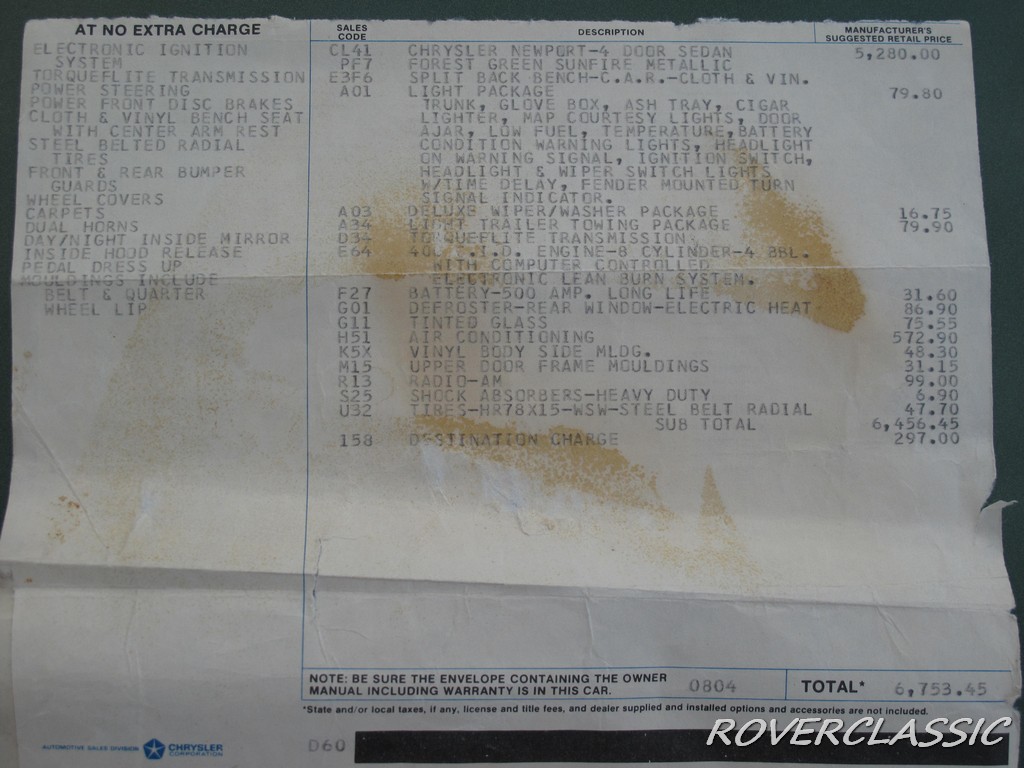 AT NO EXTRA CHARGE
ELECTRONIC IGNITION
SYSTEM
TORQUEFLITE TRANSMISSION
POWER STEERING
POWER FRONT DISC BRAKES
CLOTH & VINYL BENCH SEAT
WITH CENTER ARM REST
STEEL BELTED RADIAL
TIRES
FRONT & REAR BUMPER
GUARDS
WHEEL COVERS
CARPETS
DUAL HORNS
DAY/NIGHT INSIDE MIRROR
INSIDE HOOD RELEASE
PEDAL DRESS UP
MOULDINGS INCLUDE
BELT & QUARTER
WHEEL LIP
SALES CODE DESCRIPTION MANUFACTURER'S SUGGESTED RETAIL PRICE
CL41 CHRYSLER NEWPORT-4 DOOR SEDAN 5,280.00
PF7 FOREST GREEN SUNFIRE METALLIC
E3F6 SPLIT BACK BENCH-C.A.R.-CLOTH & VIN.
A01 LIGHT PACKAGE 79.80
TRUNK, GLOVE BOX, ASH TRAY, CIGAR
LIGHTER, MAP COURTESY LIGHTS, DOOR
AJAR, LOW FUEL, TEMPERATURE, BATTERY
CONDITION WARNING LIGHTS, HEADLIGHT
ON WARNING SIGNAL, IGNITION SWITCH,
HEADLIGHT & WIPER SWITCH LIGHTS
W/TIME DELAY, FENDER MOUNTED TURN
SIGNAL INDICATOR.
A03 DELUXE WIPER/WASHER PACKAGE 16.75
A34 LIGHT TRAILER TOWING PACKAGE 79.90
D34 TORQUEFLITE TRANSMISSION
E64 ENGINE-8 CYLINDER-4 BBL.
WITH COMPUTER CONTROLLED
ELECTRONIC LEAN BURN SYSTEM.
F27 BATTERY-500 AMP. LONG LIFE 31.60
G01 DEFROSTER-REAR WINDOW-ELECTRIC HEAT 86.90
G11 TINTED GLASS 75.55
H51 AIR CONDITIONING 572.90
K5X VINYL BODY SIDE MLDG. 48.30
M15 UPPER DOOR FRAME MOULDINGS 31.15
R13 RADIO-AM 99.00
S25 SHOCK ABSORBERS-HEAVY DUTY 6.90
U32 TIRES-HR78X15-WSW-STEEL BELT RADIAL 47.70
SUB TOTAL 6,456.45
158 DESTINATION CHARGE 297.00
NOTE: BE SURE THE ENVELOPE CONTAINING THE OWNER
MANUAL INCLUDING WARRANTY IS IN THIS CAR.
0804
TOTAL* 6,753.45
*State and/or local taxes, if any, license and title fees, and dealer supplied and installed options and accessories are not included.
AUTOMOTIVE SALES DIVISION CHRYSLER CORPORATION
D60
ROVERCLASSIC